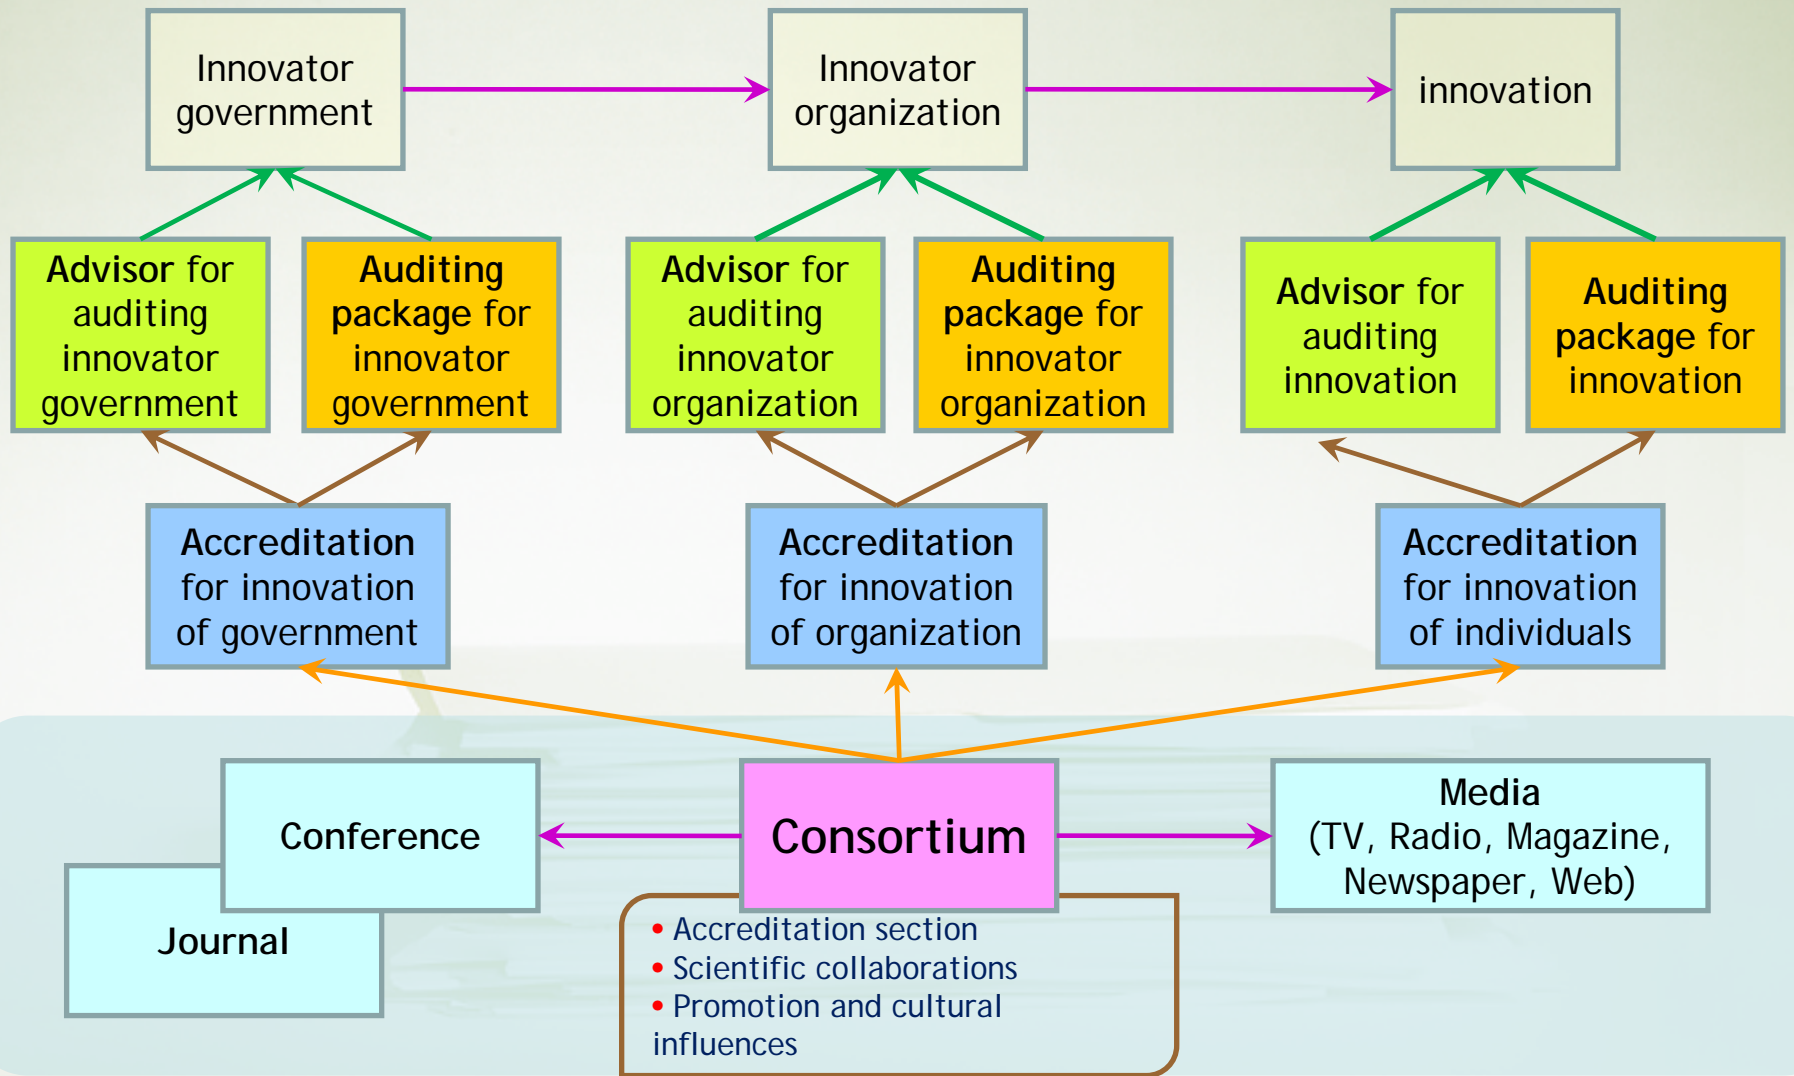 Innovator
government
Innovator
organization
innovation
Advisor for
auditing
innovator
government
Auditing
package for
innovator
government
Advisor for
auditing
innovator
organization
Auditing
package for
innovator
organization
Advisor for
auditing
innovation
Auditing
package for
innovation
Accreditation
for innovation
of government
Accreditation
for innovation
of organization
Accreditation
for innovation
of individuals
Conference
Journal
Consortium
Media
(TV, Radio, Magazine,
Newspaper, Web)
• Accreditation section
• Scientific collaborations
• Promotion and cultural
influences